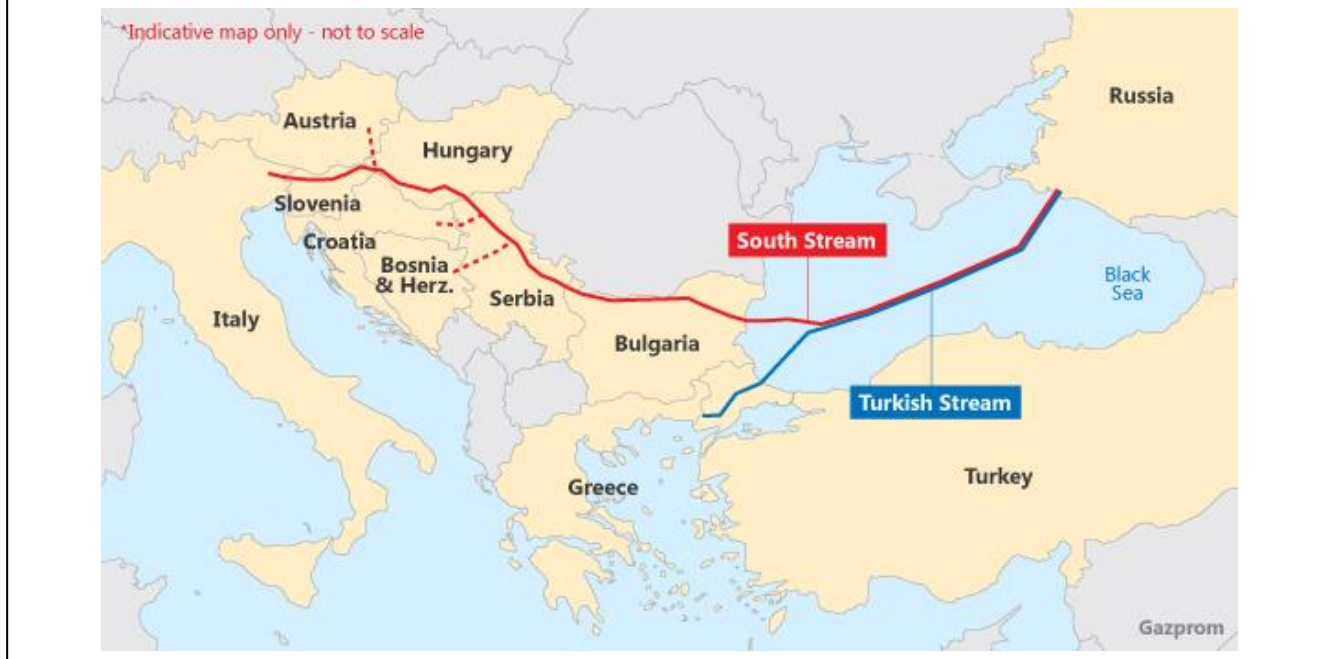 *Indicative map only - not to scale
Russia
Austria
Hungary
Slovenia
South Stream
Croatia
Bosnia
& Herz.
Black
Sea
Serbia
Italy
Bulgaria
Turkish Stream
Turkey
Greece
Gazprom